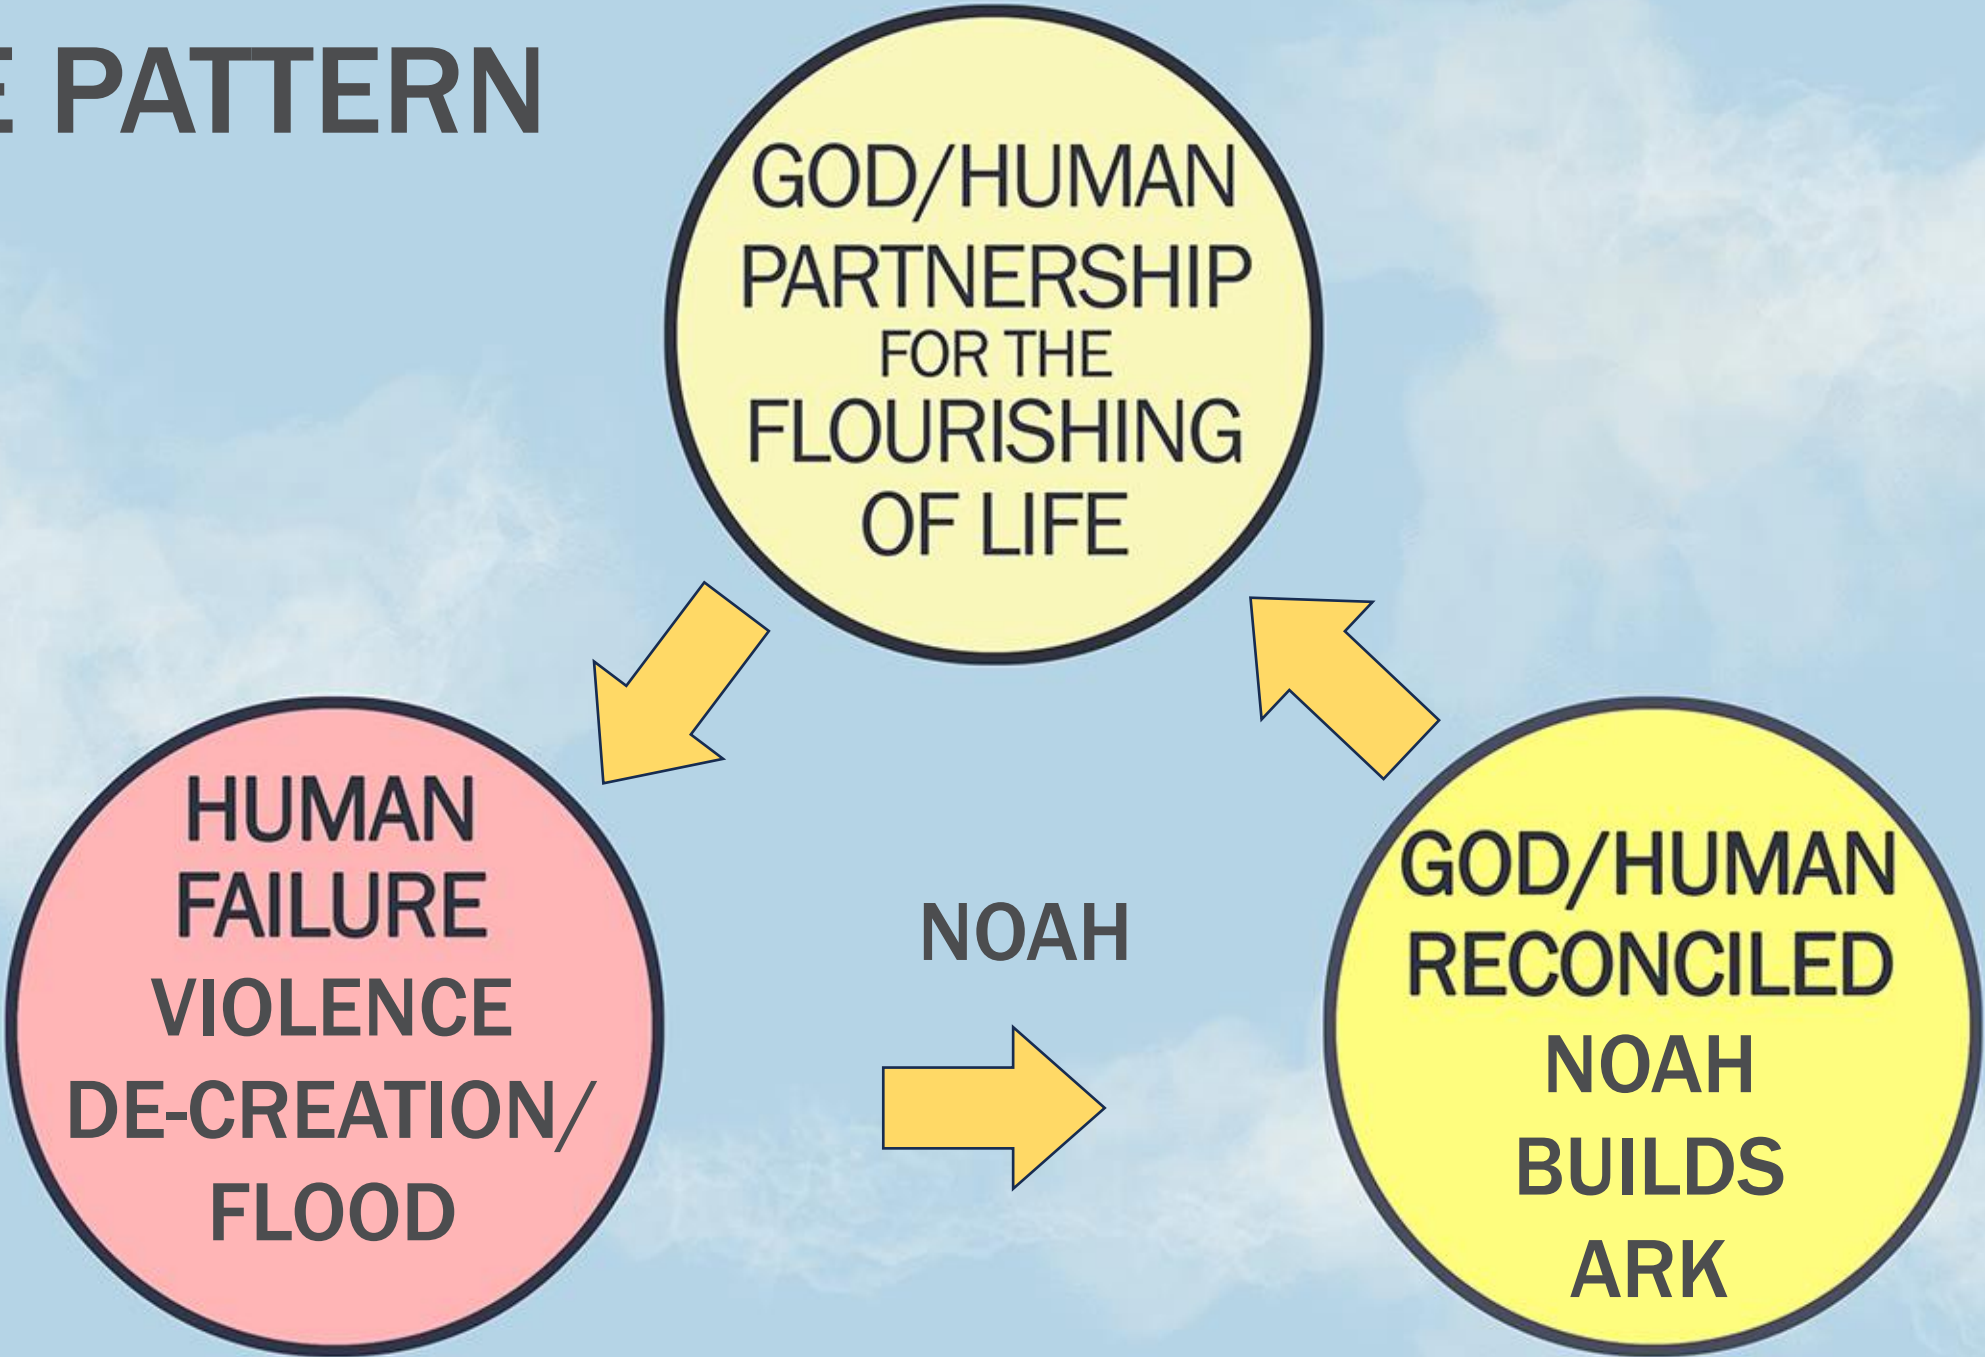 E PATTERN
GOD/HUMAN
PARTNERSHIP
FOR THE
FLOURISHING
OF LIFE
HUMAN
FAILURE
VIOLENCE
DE-CREATION/
FLOOD
NOAH
GOD/HUMAN
RECONCILED
NOAH
BUILDS
ARK